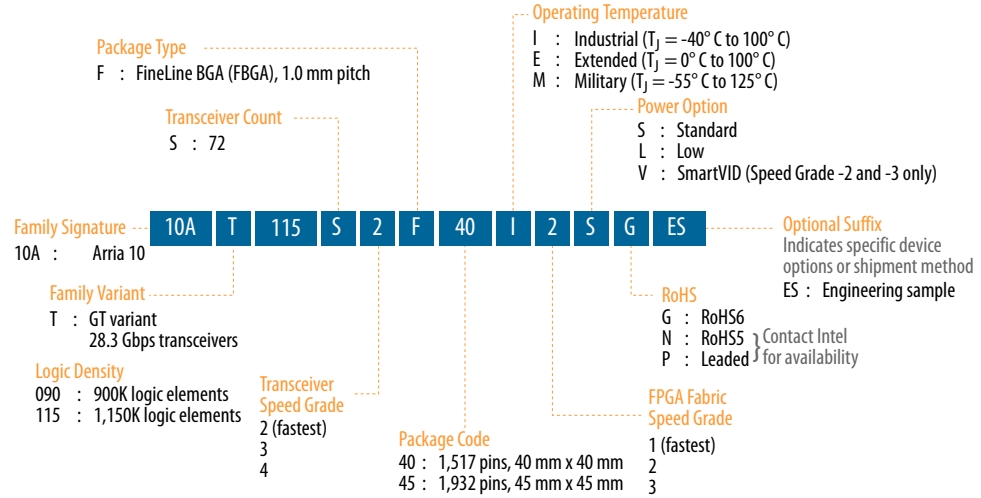 Operating Temperature
I : Industrial (TJ = -40° C to 100° C)
E : Extended (TJ = 0° C to 100° C)
M : Military (TJ = -55° C to 125° C)
Package Type
F : FineLine BGA (FBGA), 1.0 mm pitch
Power Option
S : Standard
L : Low
V : SmartVID (Speed Grade -2 and -3 only)
Transceiver Count
S : 72
Family Signature
10A : Arria 10
10A T 115 S 2 F 40 I 2 S G ES
Optional Suffix
Indicates specific device
options or shipment method
ES : Engineering sample
Family Variant
T : GT variant
28.3 Gbps transceivers
RoHS
G : RoHS6
N : RoHS5
P : Leaded
} Contact Intel
for availability
Logic Density
090 : 900K logic elements
115 : 1,150K logic elements
Transceiver
Speed Grade
2 (fastest)
3
4
Package Code
40 : 1,517 pins, 40 mm x 40 mm
45 : 1,932 pins, 45 mm x 45 mm
FPGA Fabric
Speed Grade
1 (fastest)
2
3